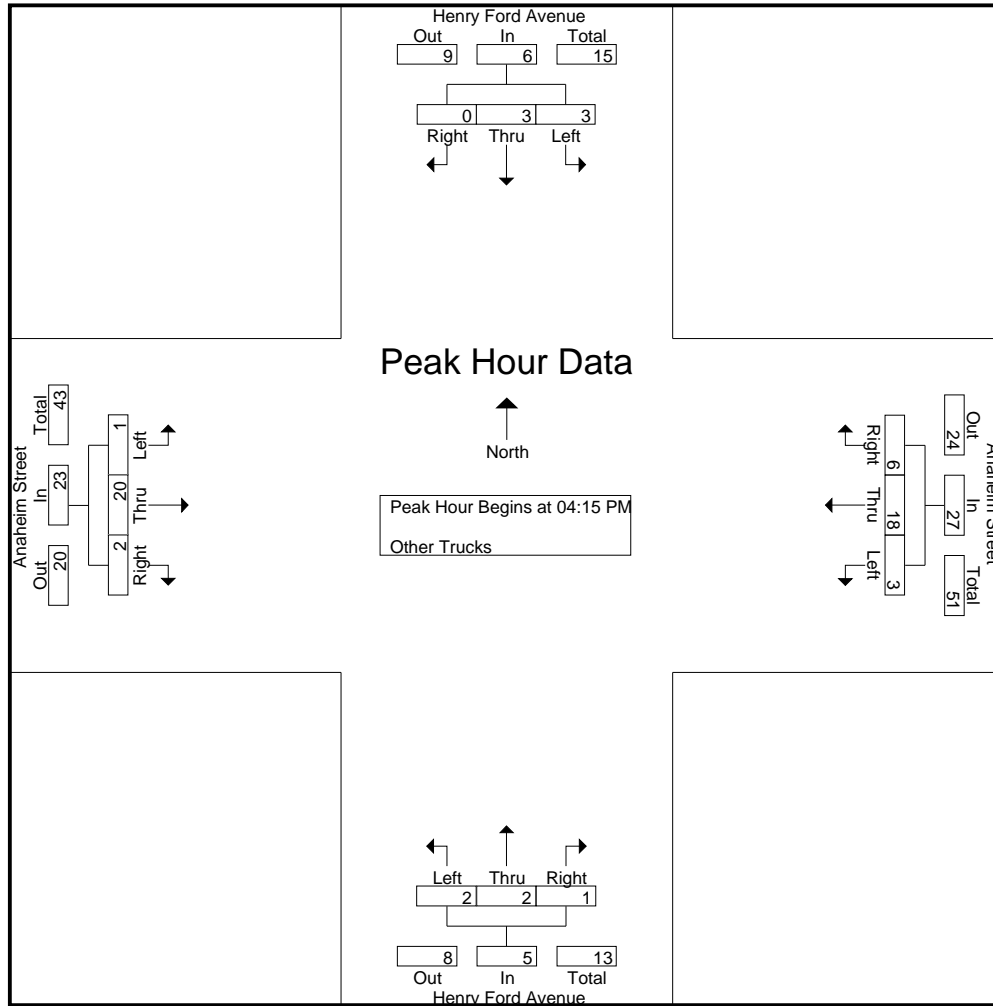 Henry Ford Avenue
Out In Total
9 6 15
0 3 3
Right Thru Left
Peak Hour Data
North
Peak Hour Begins at 04:15 PM
Other Trucks
Anaheim Street
Out In Total
20 23 43
2 20 1
Right Thru Left
Anaheim Street
Out In Total
24 27 51
6 18 3
Right Thru Left
Left Thru Right
2 2 1
8 5 13
Out In Total
Henry Ford Avenue